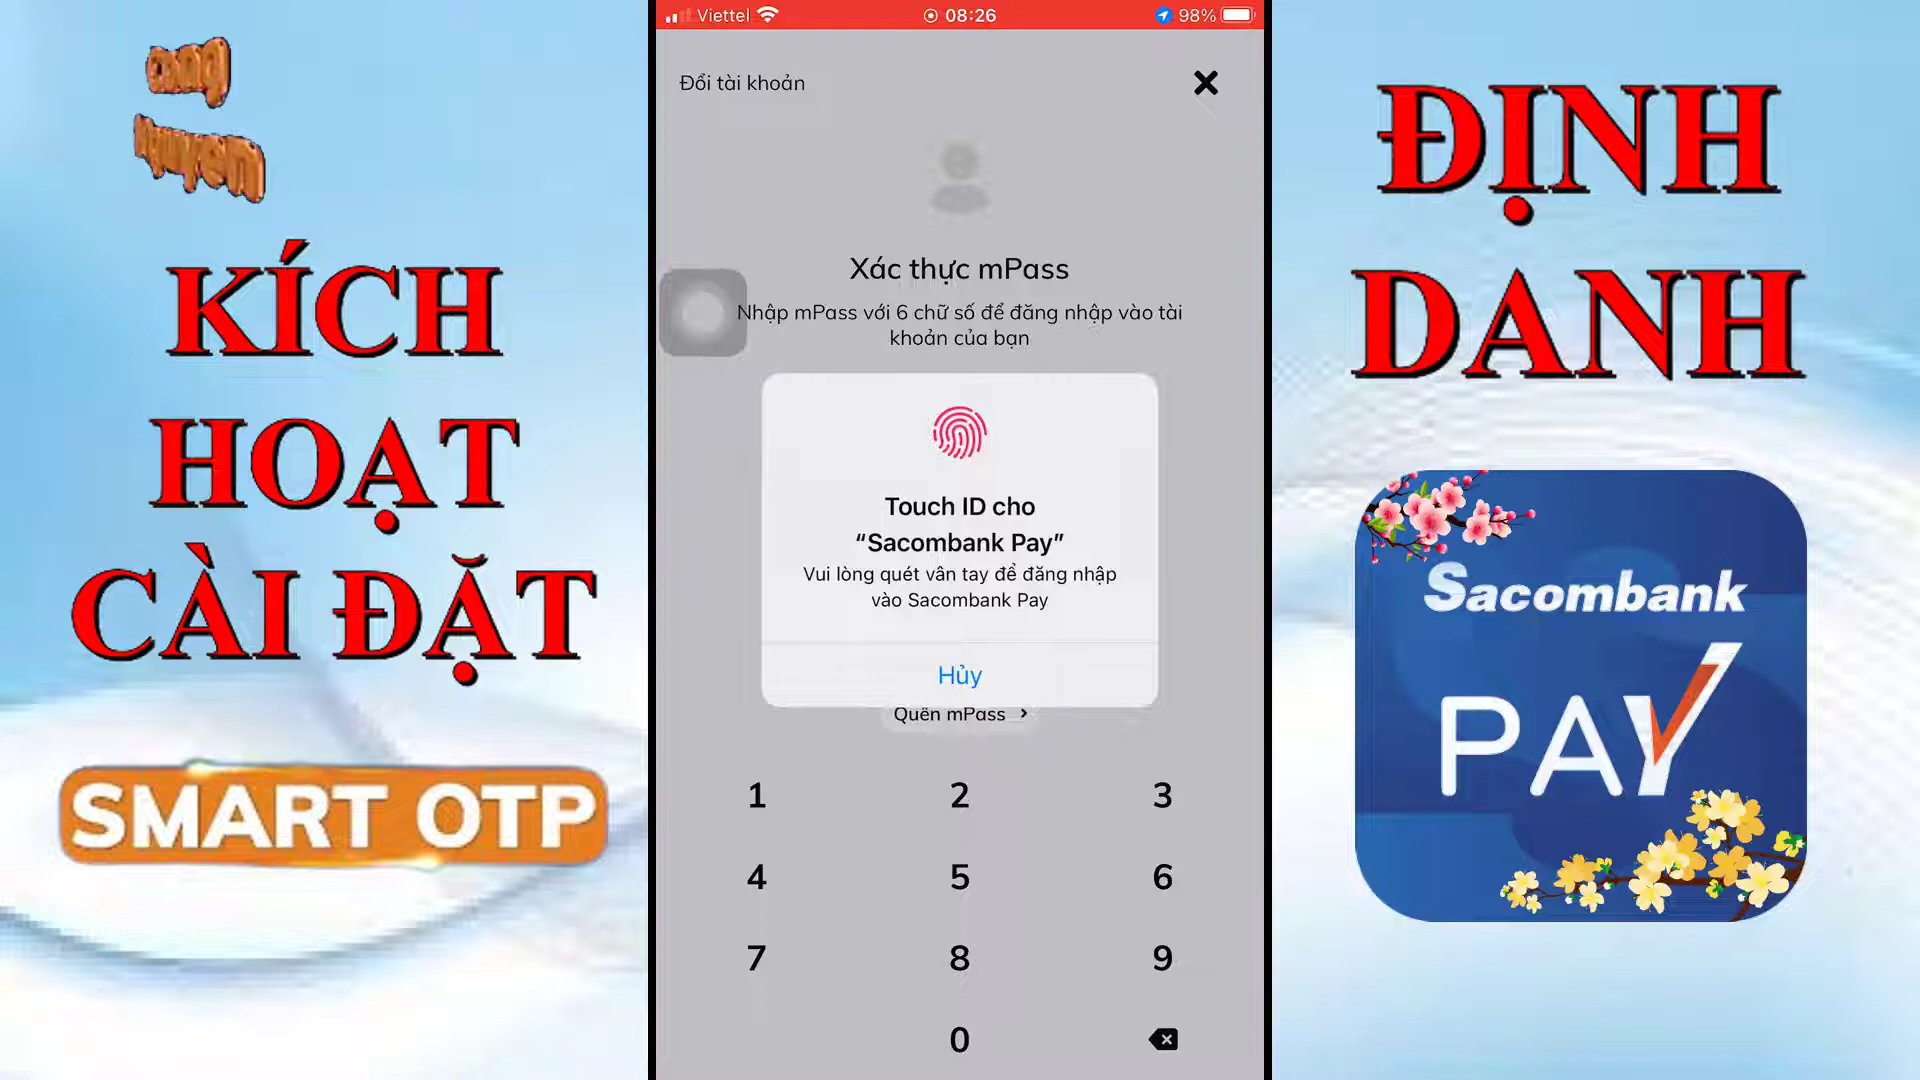 cong
Nguyen
KÍCH
HOẠT
CÀI ĐẶT
SMART OTP
Viettel
08:26
98%
Đổi tài khoản
Xác thực mPass
Nhập mPass với 6 chữ số để đăng nhập vào tài
khoản của bạn
Touch ID cho
“Sacombank Pay”
Vui lòng quét vân tay để đăng nhập
vào Sacombank Pay
Hủy
Quên mPass
1 2 3
4 5 6
7 8 9
0
ĐỊNH
DANH
Sacombank
PAY